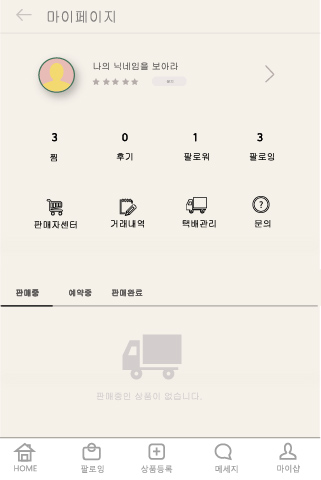 마이페이지
나의 닉네임을 보아라
3 0 1 3
찜 후기 팔로워 팔로잉
판매자센터 거래내역 택배관리 문의
판매중 예약중 판매완료
판매중인 상품이 없습니다.
HOME 팔로잉 상품등록 메세지 마이샵